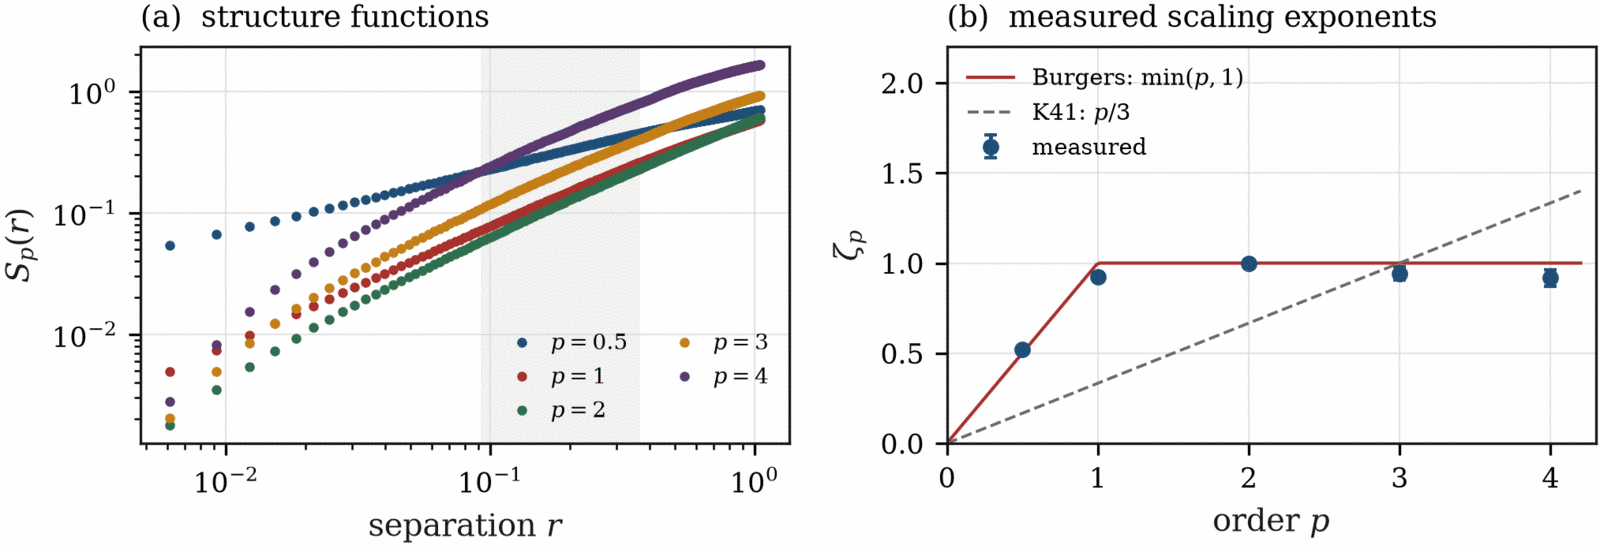 (a) structure functions
S_p(r)
10^0
10^−1
10^−2
p = 0.5
p = 1
p = 2
p = 3
p = 4
10^−2
10^−1
10^0
separation r
(b) measured scaling exponents
ζ_p
2.0
1.5
1.0
0.5
0.0
Burgers: min(p, 1)
K41: p/3
measured
0
1
2
3
4
order p